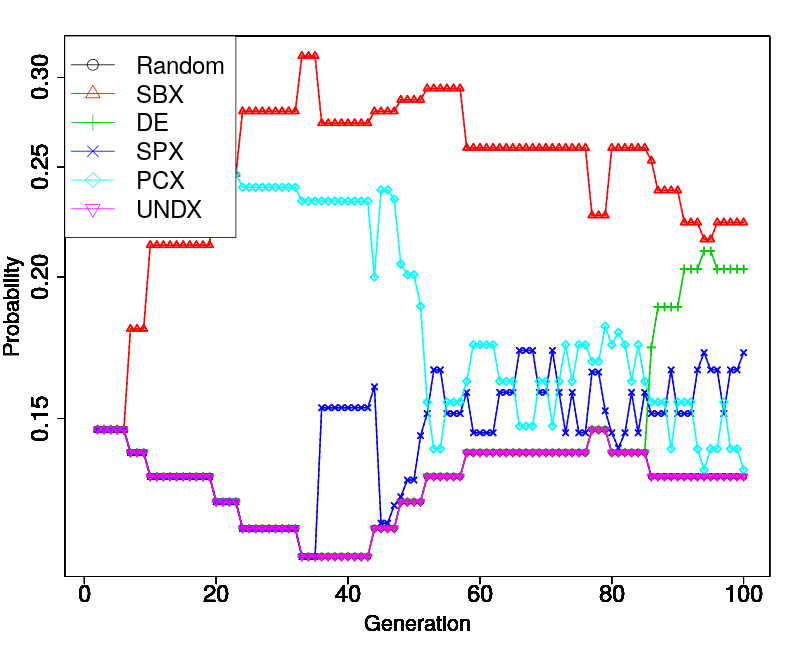 Random
SBX
DE
SPX
PCX
UNDX
0.30
0.25
0.20
0.15
Probability
0
20
40
60
80
100
Generation